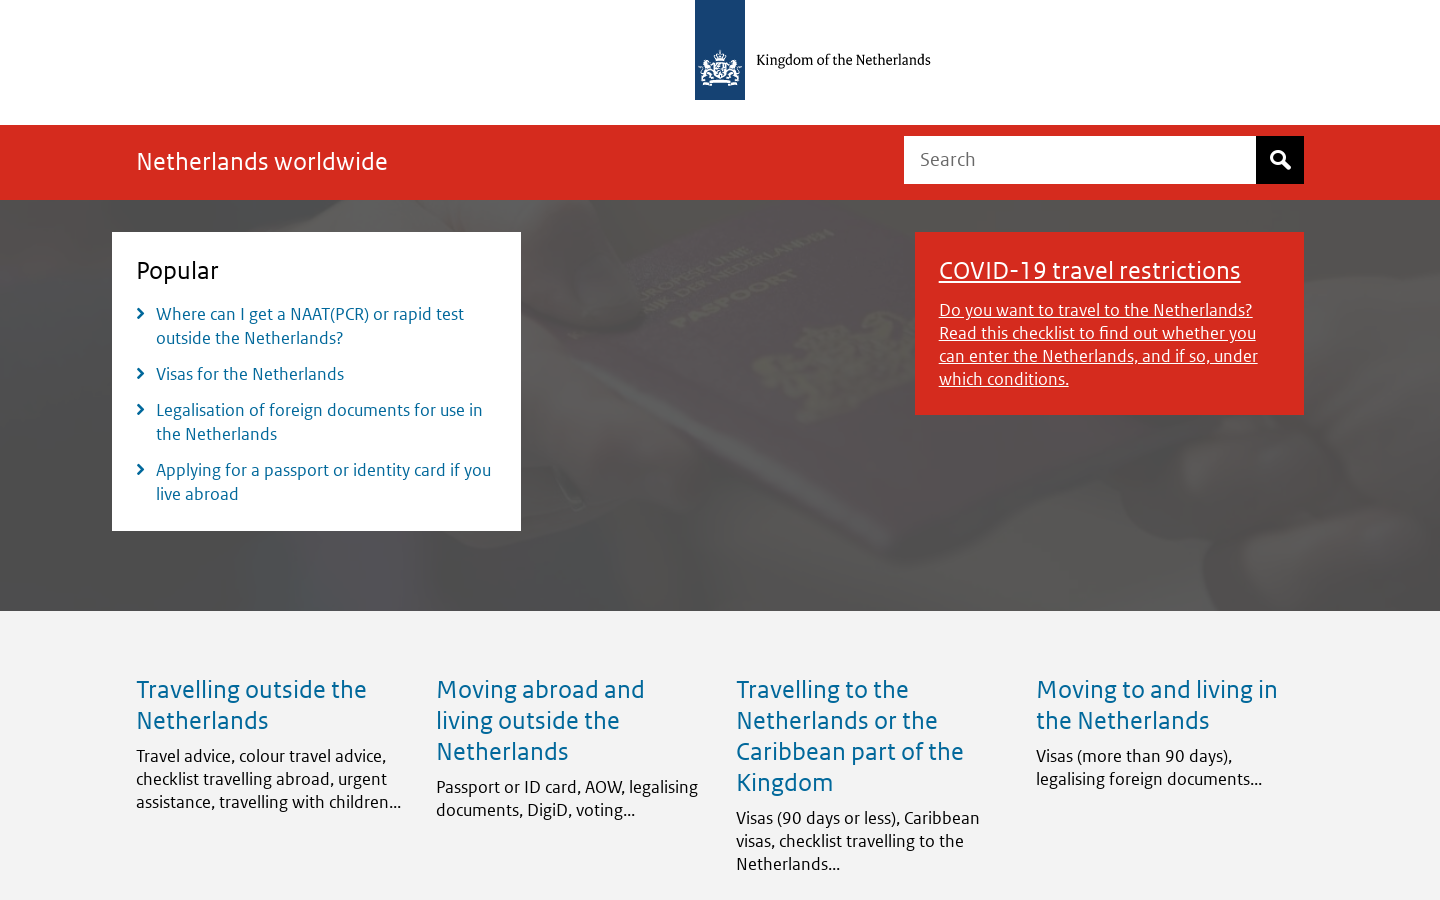 Kingdom of the Netherlands
Netherlands worldwide
Search
Popular
Where can I get a NAAT(PCR) or rapid test
outside the Netherlands?
Visas for the Netherlands
Legalisation of foreign documents for use in
the Netherlands
Applying for a passport or identity card if you
live abroad
PASPOORT
COVID-19 travel restrictions
Do you want to travel to the Netherlands?
Read this checklist to find out whether you
can enter the Netherlands, and if so, under
which conditions.
Travelling outside the
Netherlands
Travel advice, colour travel advice,
checklist travelling abroad, urgent
assistance, travelling with children...
Moving abroad and
living outside the
Netherlands
Passport or ID card, AOW, legalising
documents, DigiD, voting...
Travelling to the
Netherlands or the
Caribbean part of the
Kingdom
Visas (90 days or less), Caribbean
visas, checklist travelling to the
Netherlands...
Moving to and living in
the Netherlands
Visas (more than 90 days),
legalising foreign documents...